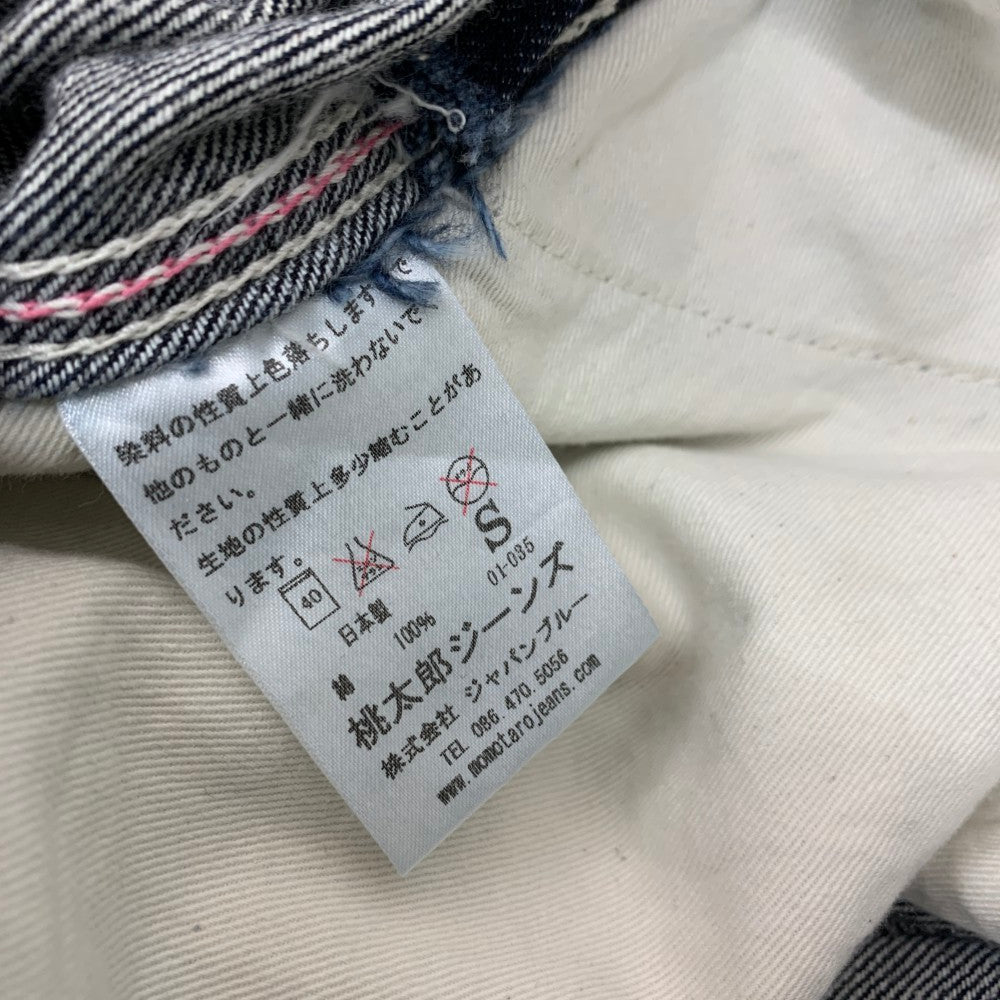 染料の性質上色落ちしますので
他のものと一緒に洗わないで
ださい。
生地の性質上多少縮むことがあ
ります。
40
S
日本製
01-035
綿 100%
桃太郎ジーンズ
株式会社 ジャパンブルー
TEL 086.470.5056
www.momotarojeans.com